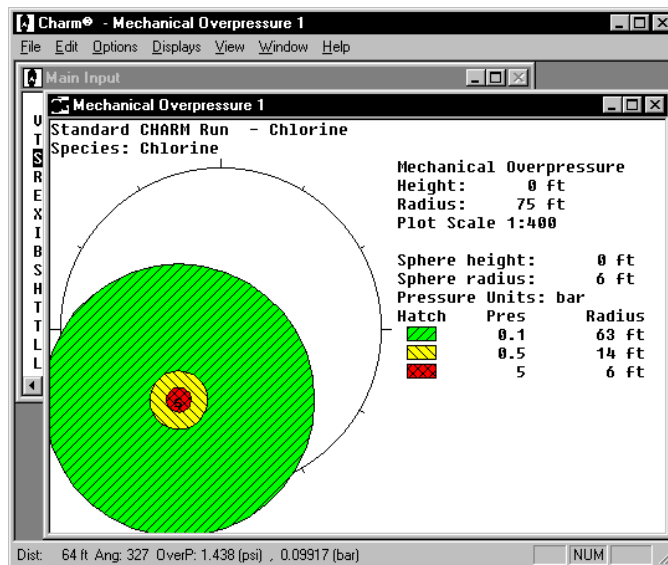 Charm® - Mechanical Overpressure 1
File Edit Options Displays View Window Help
Main Input
Mechanical Overpressure 1
Standard CHARM Run - Chlorine
Species: Chlorine
Mechanical Overpressure
Height: 0 ft
Radius: 75 ft
Plot Scale 1:400
Sphere height: 0 ft
Sphere radius: 6 ft
Pressure Units: bar
Hatch Pres Radius
0.1 63 ft
0.5 14 ft
5 6 ft
V
T
S
R
E
X
I
B
S
H
T
T
L
L
Dist: 64 ft Ang: 327 OverP: 1.438 (psi) , 0.09917 (bar)
NUM